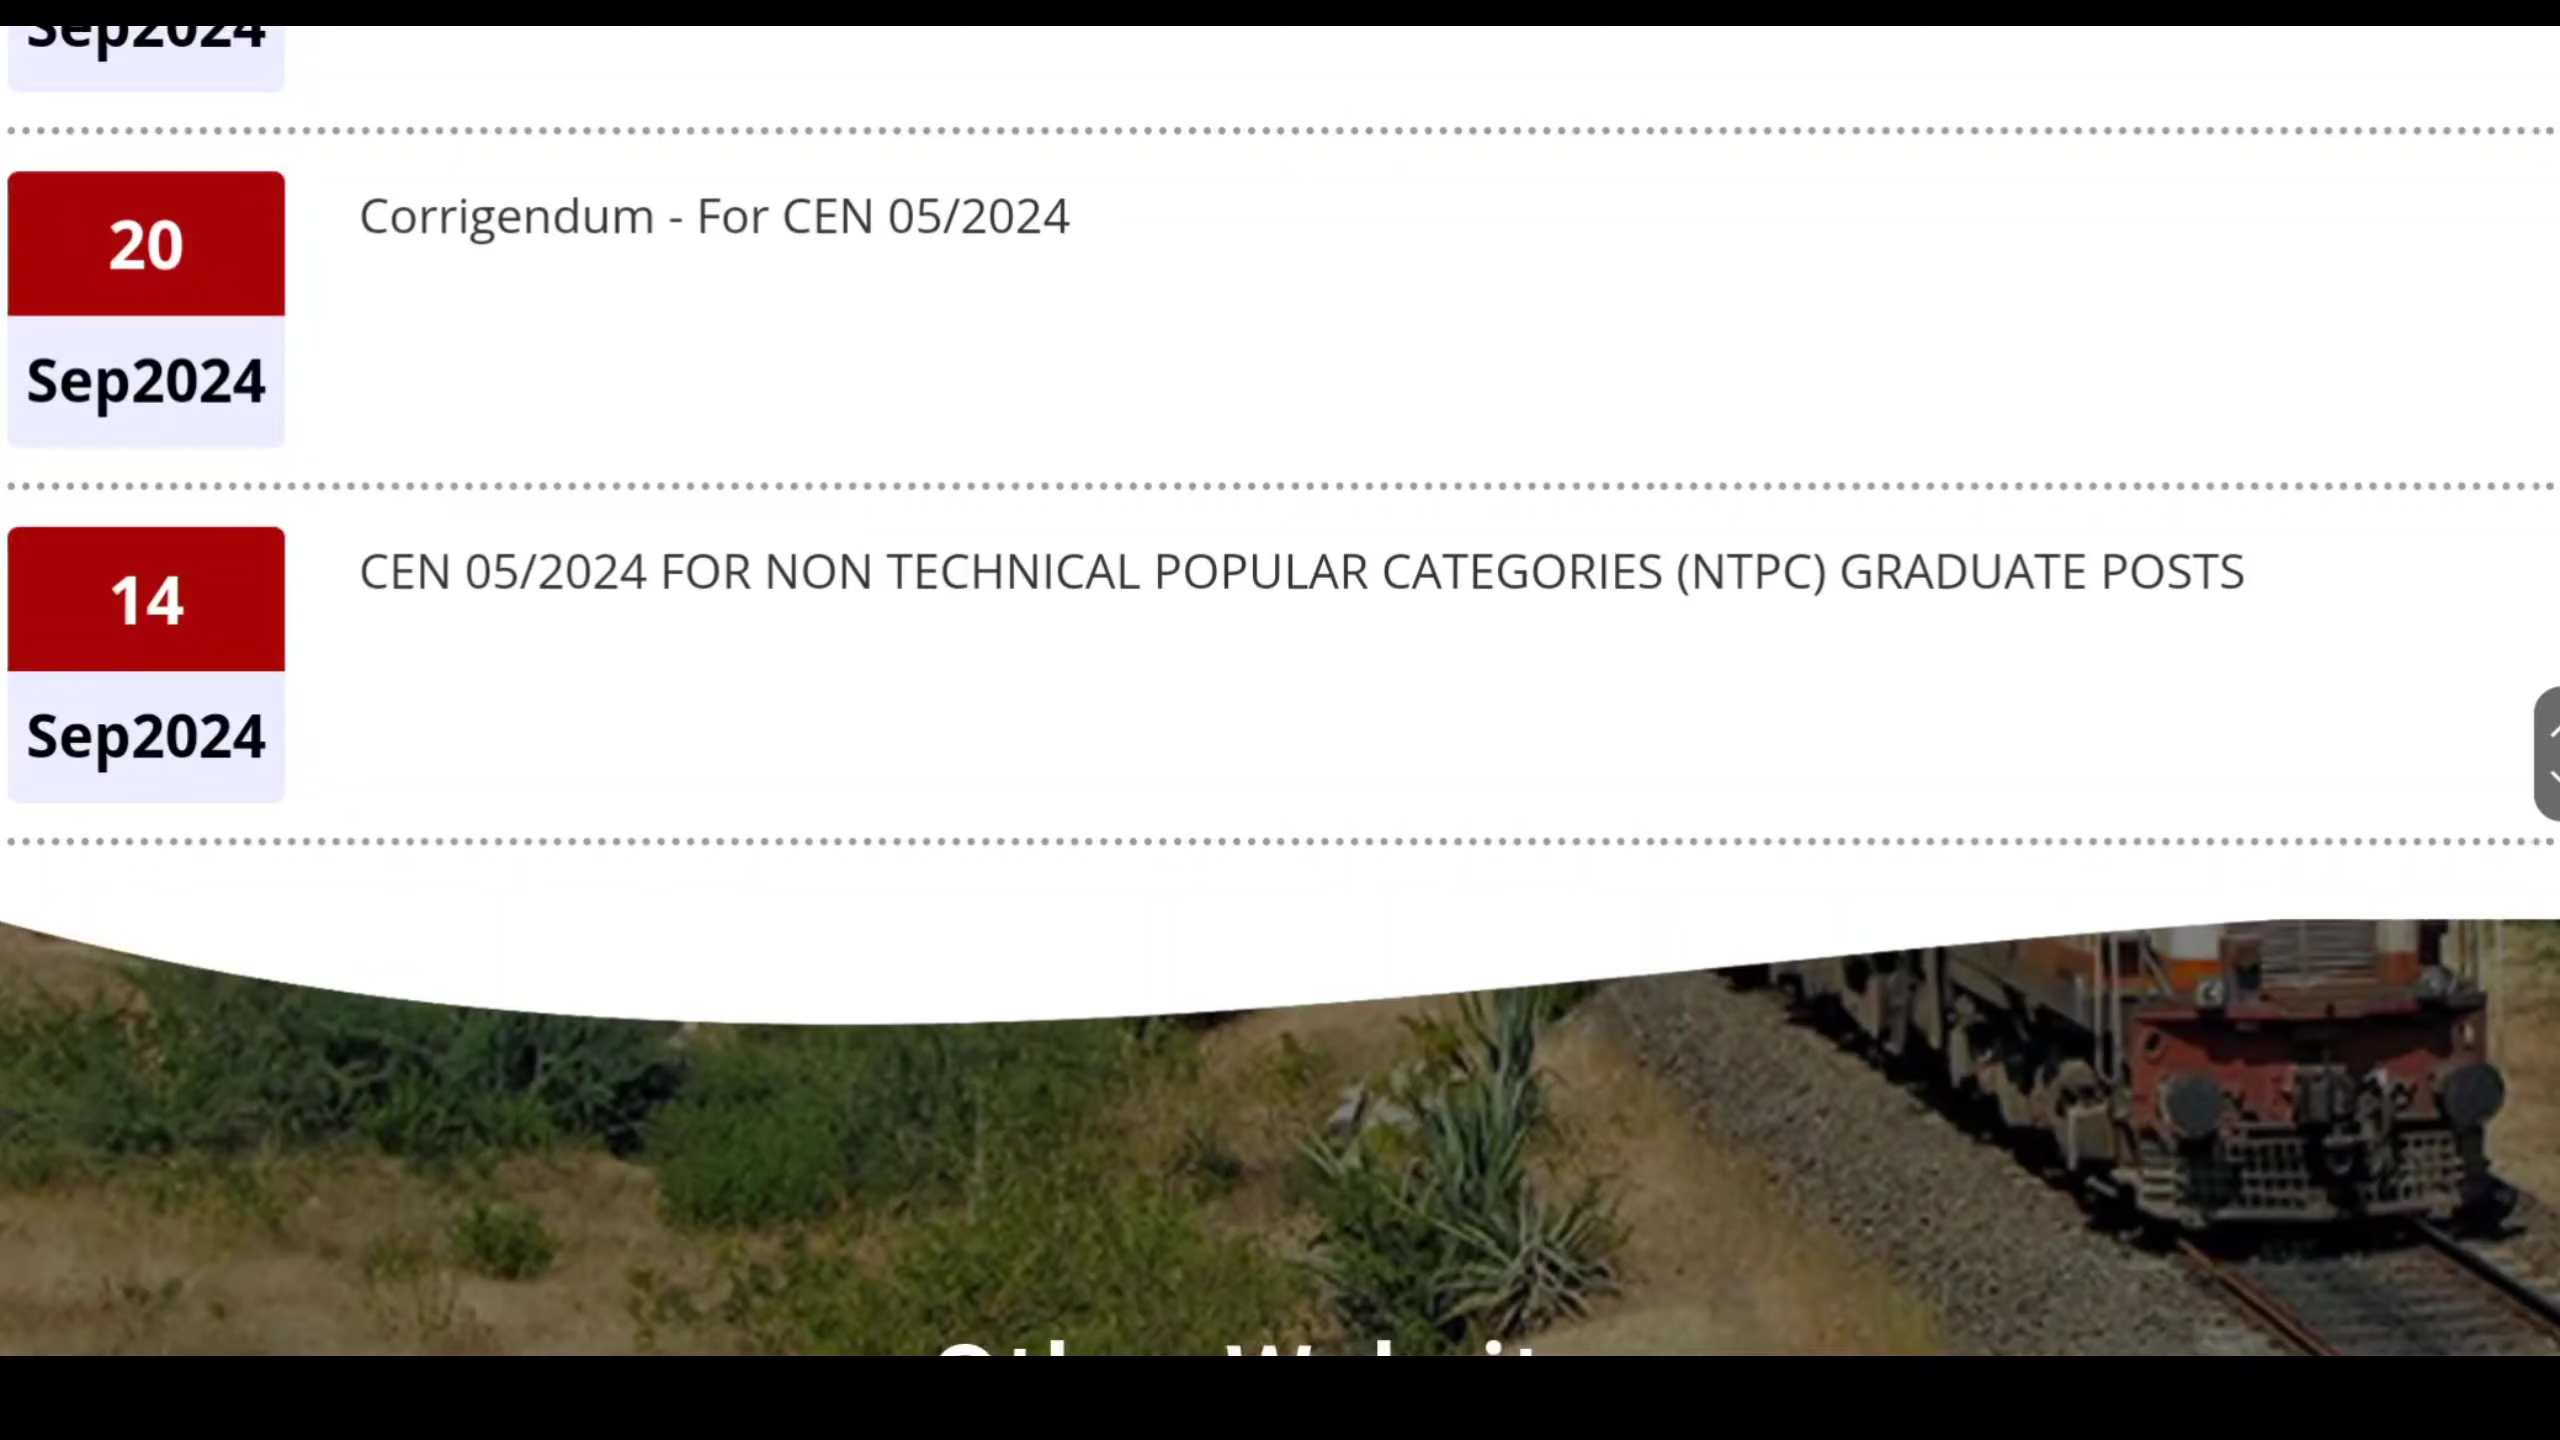 Sep2024
20
Corrigendum - For CEN 05/2024
Sep2024
14
CEN 05/2024 FOR NON TECHNICAL POPULAR CATEGORIES (NTPC) GRADUATE POSTS
Sep2024